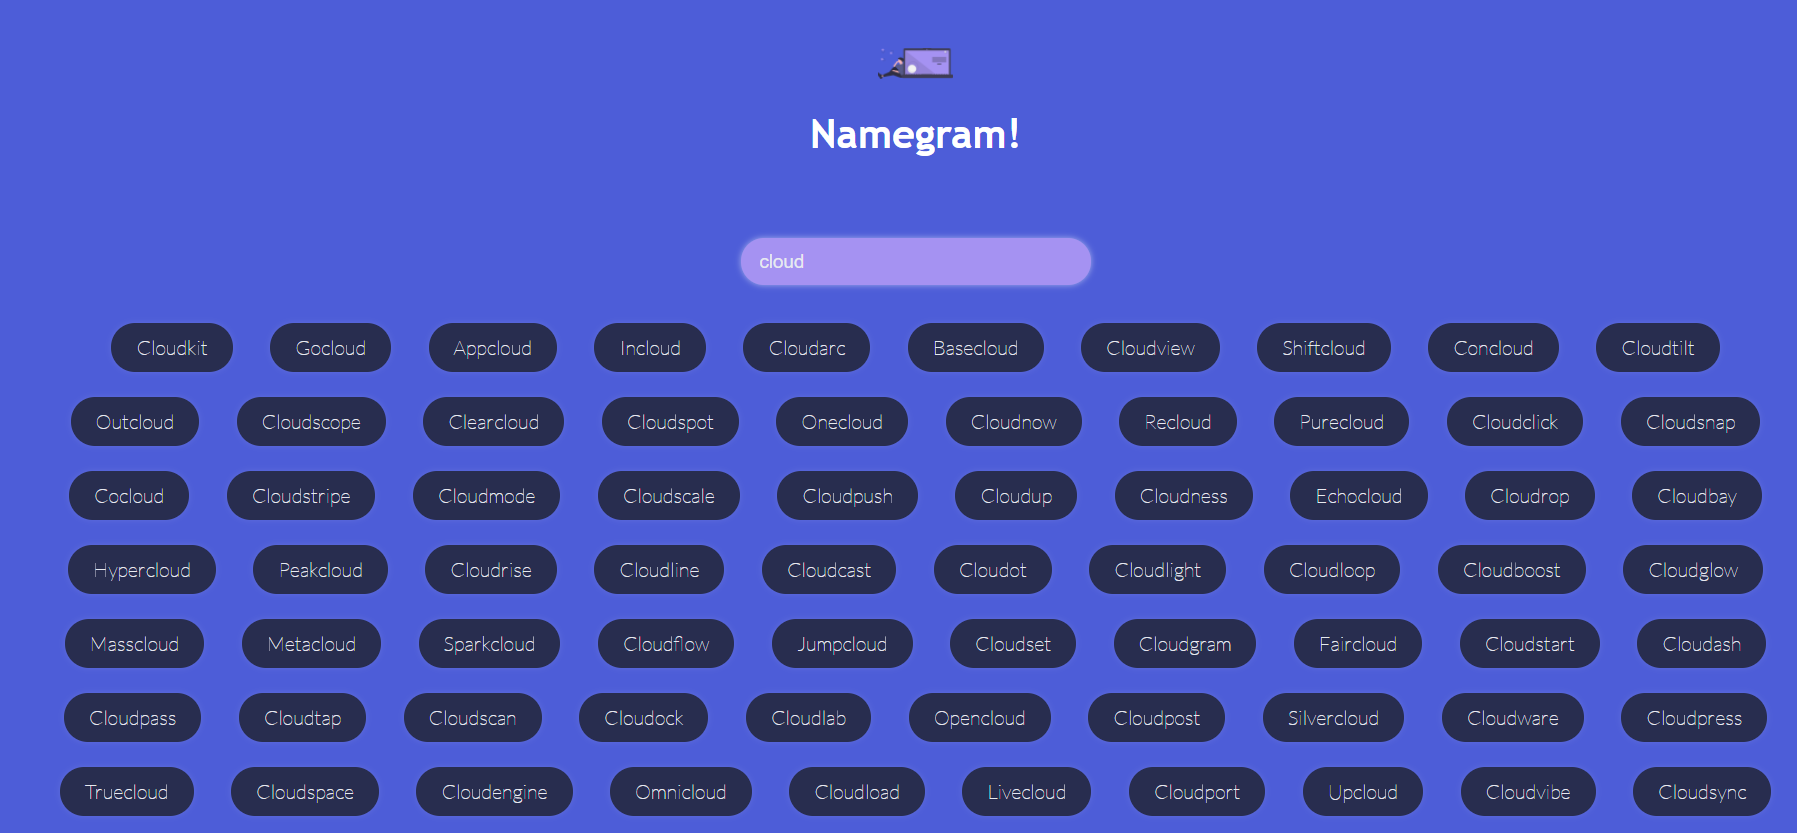 Namegram!
cloud
Cloudkit Gocloud Appcloud Incloud Cloudarc Basecloud Cloudview Shiftcloud Concloud Cloudtilt
Outcloud Cloudscope Clearcloud Cloudspot Onecloud Cloudnow Recloud Purecloud Cloudclick Cloudsnap
Cocloud Cloudstripe Cloudmode Cloudscale Cloudpush Cloudup Cloudness Echocloud Cloudrop Cloudbay
Hypercloud Peakcloud Cloudrise Cloudline Cloudcast Cloudot Cloudlight Cloudloop Cloudboost Cloudglow
Masscloud Metacloud Sparkcloud Cloudflow Jumpcloud Cloudset Cloudgram Faircloud Cloudstart Cloudash
Cloudpass Cloudtap Cloudscan Cloudock Cloudlab Opencloud Cloudpost Silvercloud Cloudware Cloudpress
Truecloud Cloudspace Cloudengine Omnicloud Cloudload Livecloud Cloudport Upcloud Cloudvibe Cloudsync